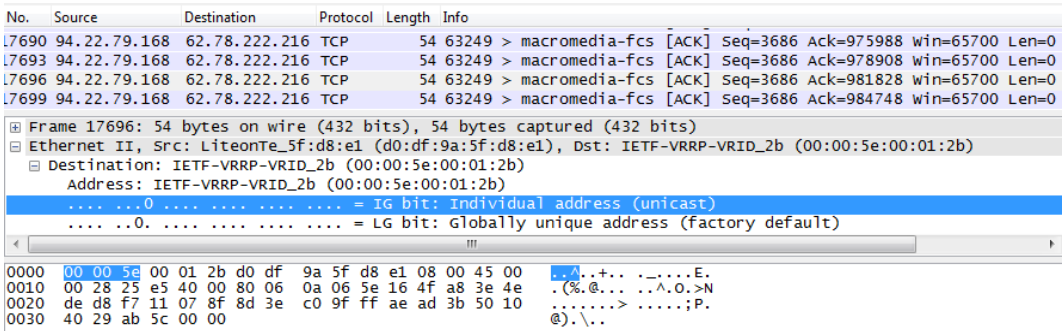 No. Source Destination Protocol Length Info
17690 94.22.79.168 62.78.222.216 TCP 54 63249 > macromedia-fcs [ACK] Seq=3686 Ack=975988 Win=65700 Len=0
17693 94.22.79.168 62.78.222.216 TCP 54 63249 > macromedia-fcs [ACK] Seq=3686 Ack=978908 Win=65700 Len=0
17696 94.22.79.168 62.78.222.216 TCP 54 63249 > macromedia-fcs [ACK] Seq=3686 Ack=981828 Win=65700 Len=0
17699 94.22.79.168 62.78.222.216 TCP 54 63249 > macromedia-fcs [ACK] Seq=3686 Ack=984748 Win=65700 Len=0
Frame 17696: 54 bytes on wire (432 bits), 54 bytes captured (432 bits)
Ethernet II, Src: LiteonTe_5f:d8:e1 (d0:df:9a:5f:d8:e1), Dst: IETF-VRRP-VRID_2b (00:00:5e:00:01:2b)
Destination: IETF-VRRP-VRID_2b (00:00:5e:00:01:2b)
Address: IETF-VRRP-VRID_2b (00:00:5e:00:01:2b)
.... ...0 .... .... .... .... = IG bit: Individual address (unicast)
.... ..0. .... .... .... .... = LG bit: Globally unique address (factory default)
0000 00 00 5e 00 01 2b d0 df 9a 5f d8 e1 08 00 45 00 ..^..+.. ._....E.
0010 00 28 25 e5 40 00 80 06 0a 06 5e 16 4f a8 3e 4e .(%.@... ..^.O.>N
0020 de d8 f7 11 07 8f 8d 3e c0 9f ff ae ad 3b 50 10 .......> .....;P.
0030 40 29 ab 5c 00 00 @).\..